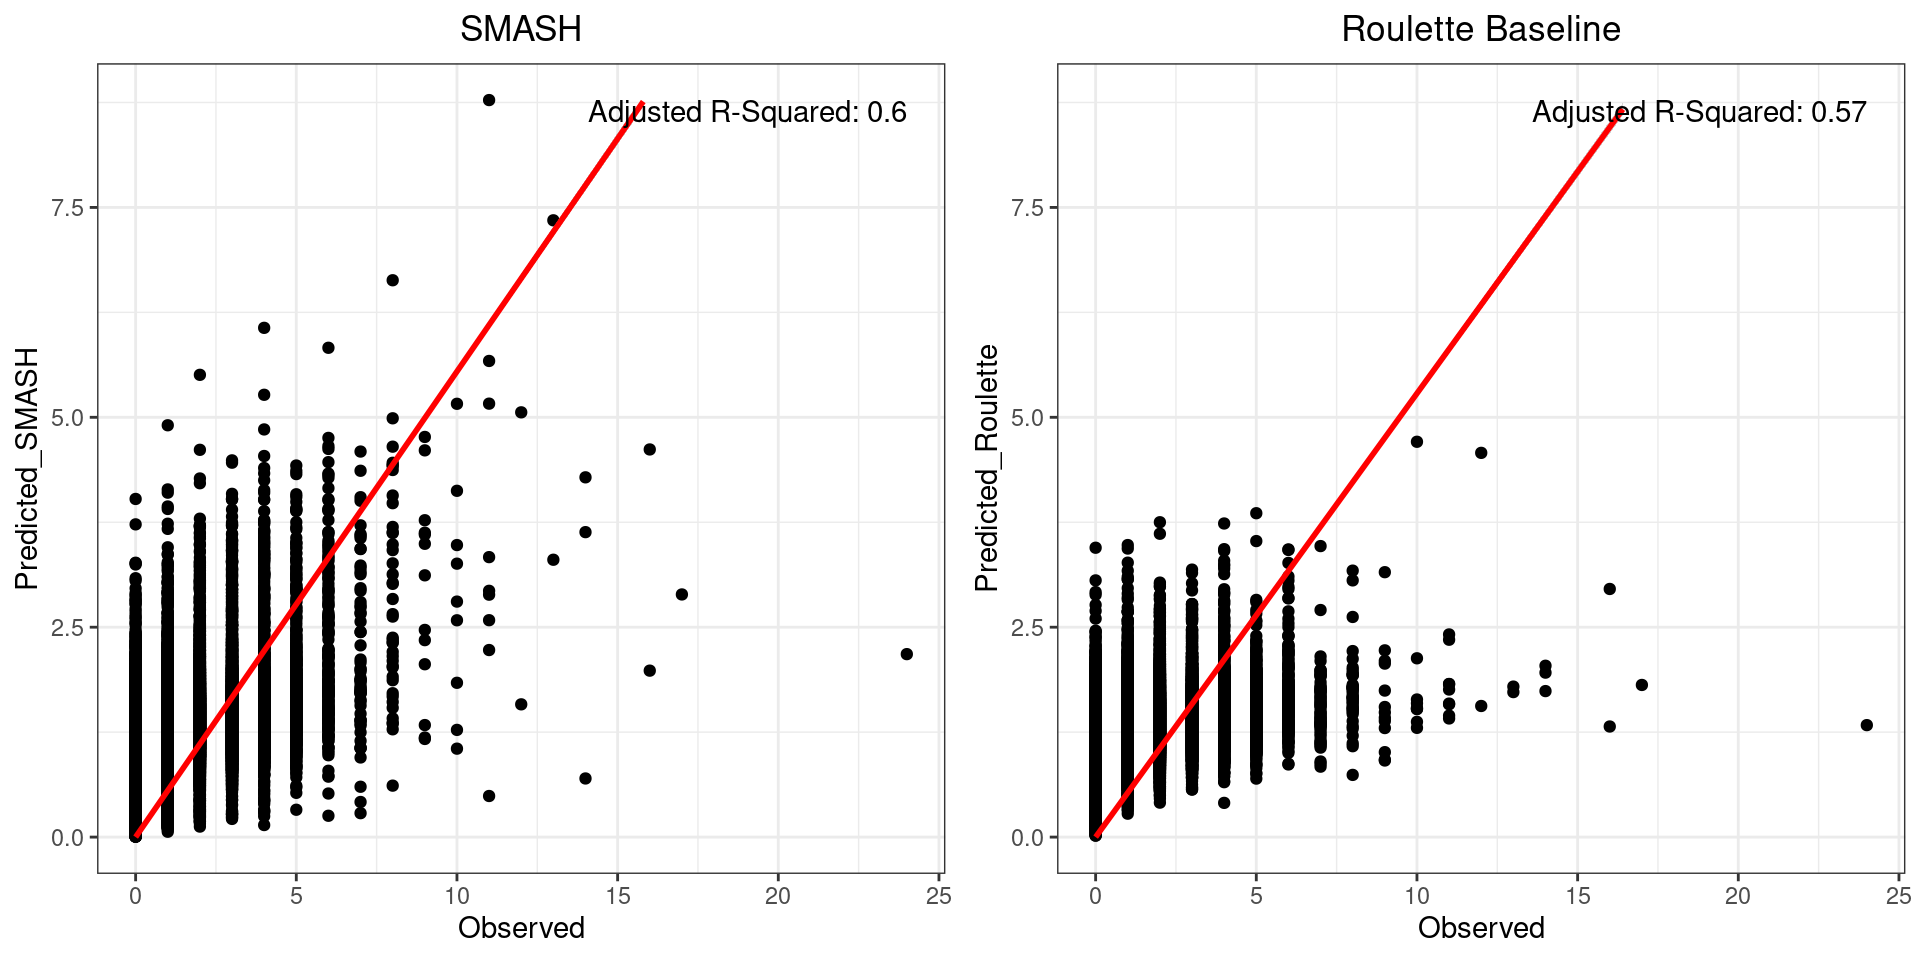 SMASH
Adjusted R-Squared: 0.6
Predicted_SMASH
7.5
5.0
2.5
0.0
0 5 10 15 20 25
Observed
Roulette Baseline
Adjusted R-Squared: 0.57
Predicted_Roulette
7.5
5.0
2.5
0.0
0 5 10 15 20 25
Observed